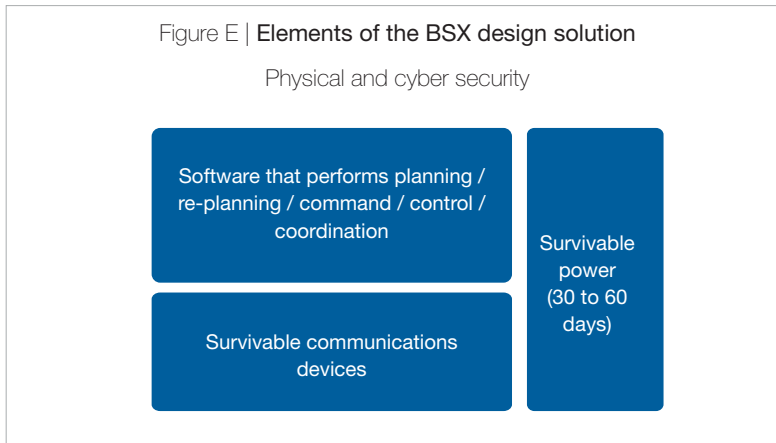 Figure E | Elements of the BSX design solution
Physical and cyber security
Software that performs planning /
re-planning / command / control /
coordination
Survivable communications
devices
Survivable
power
(30 to 60
days)